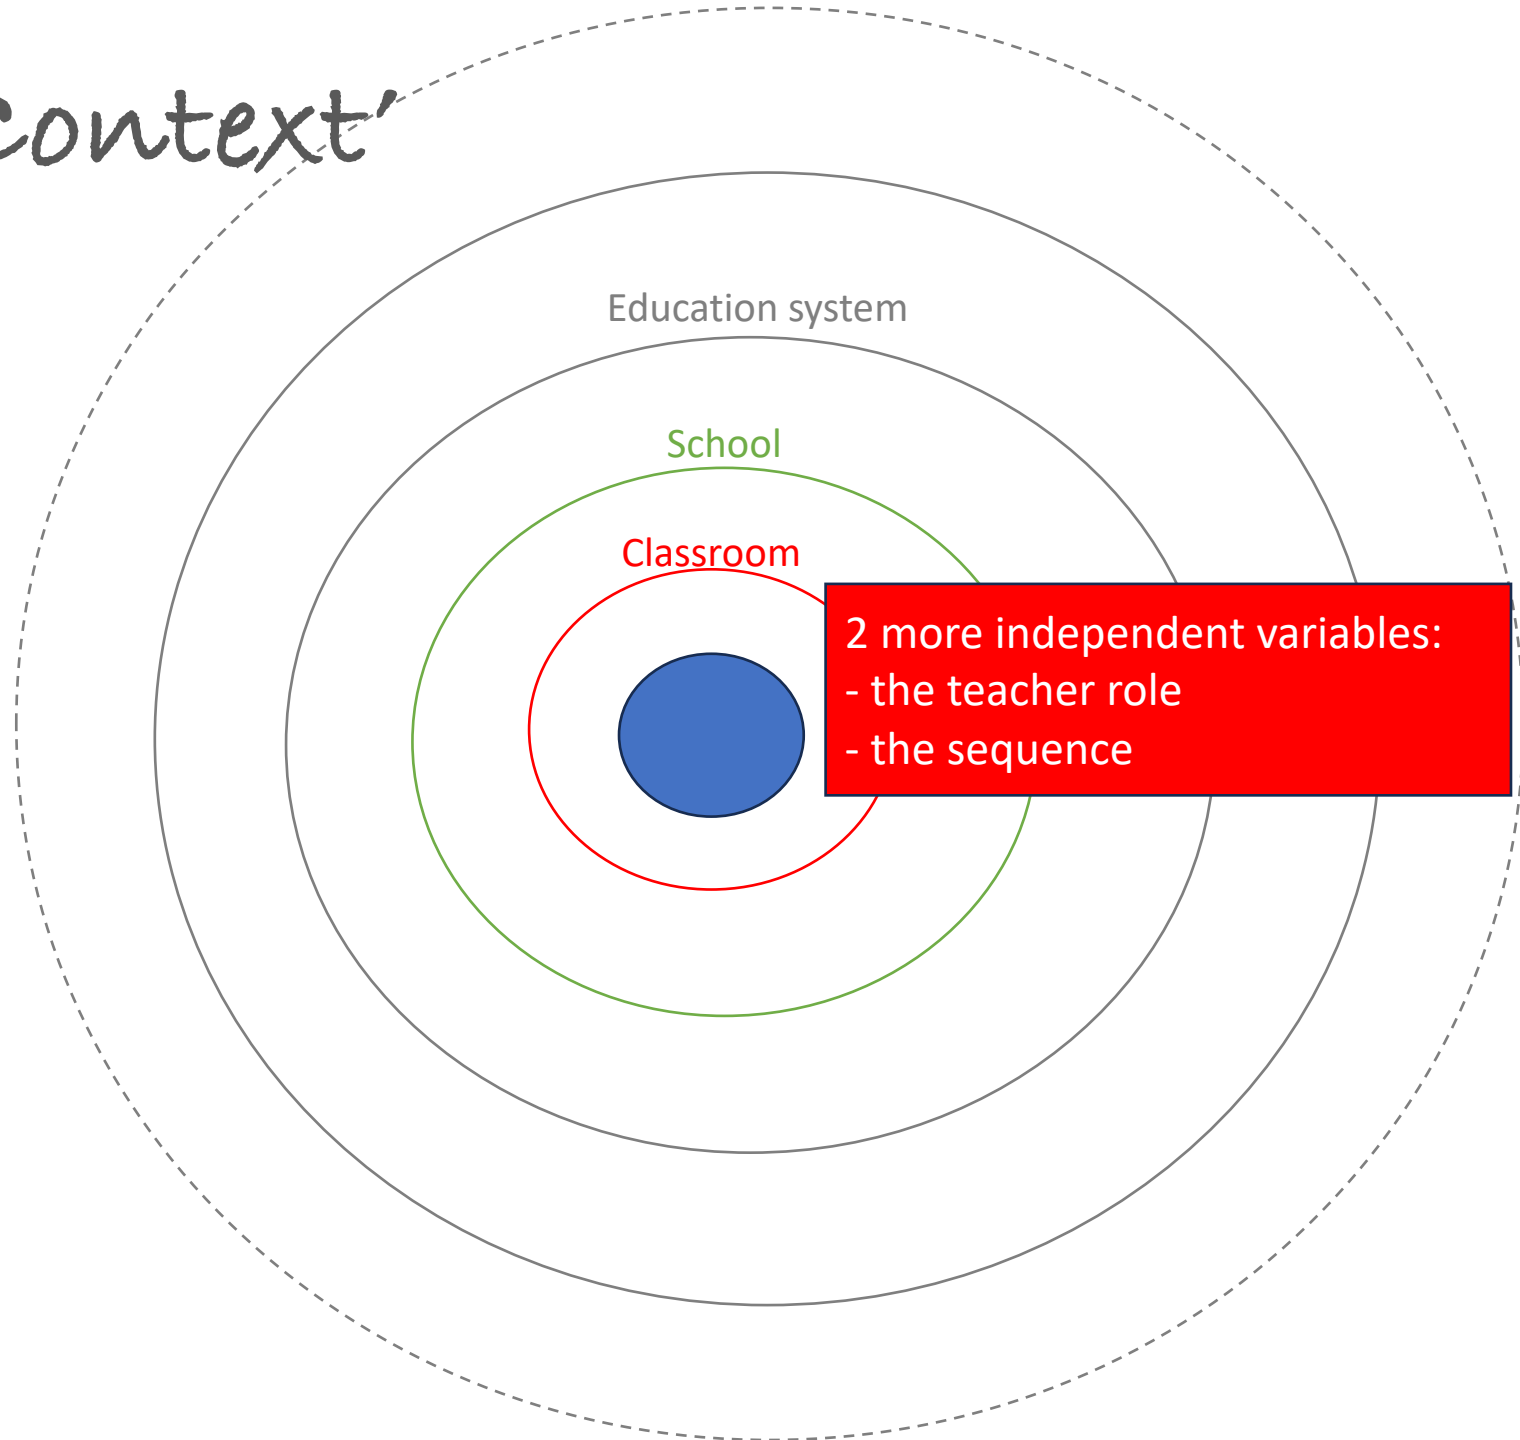 context'
Education system
School
Classroom
2 more independent variables:
- the teacher role
- the sequence